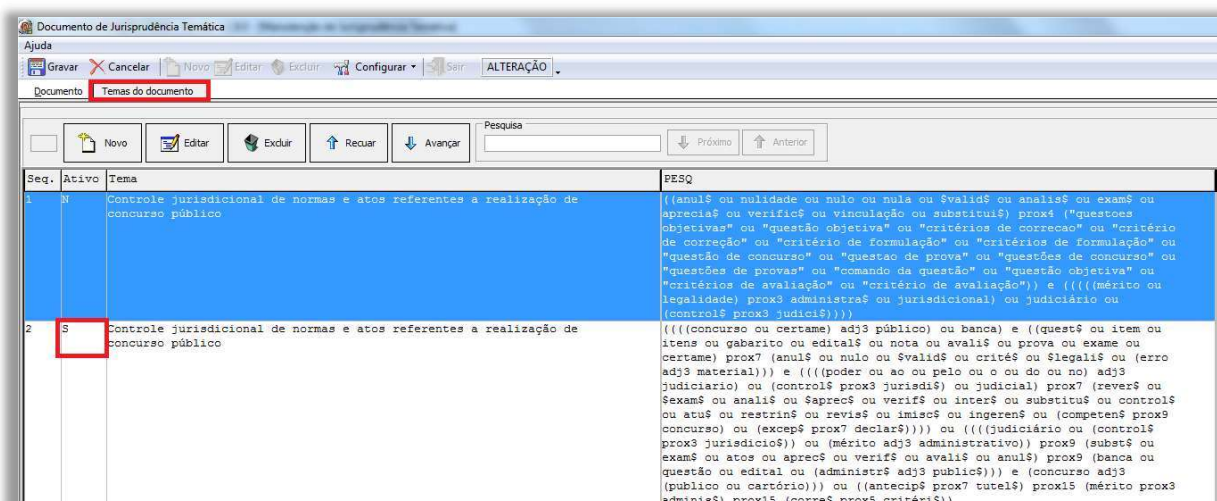 Documento de Jurisprudência Temática
Ajuda
Gravar Cancelar Novo Editar Excluir Configurar Sair ALTERAÇÃO
Documento Temas do documento
Novo Editar Excluir Recuar Avançar Pesquisa Próximo Anterior
Seq. Ativo Tema PESQ
1 N Controle jurisdicional de normas e atos referentes a realização de
concurso público
((anul$ ou nulidade ou nulo ou nula ou $valid$ ou analis$ ou exam$ ou
aprecia$ ou verific$ ou vinculação ou substitui$) prox4 ("questoes
objetivas" ou "questão objetiva" ou "critérios de correcao" ou "critério
de correção" ou "critério de formulação" ou "critérios de formulação" ou
"questão de concurso" ou "questao de prova" ou "questões de concurso" ou
"questões de provas" ou "comando da questão" ou "questão objetiva" ou
"critérios de avaliação" ou "critério de avaliação")) e (((((mérito ou
legalidade) prox3 administra$ ou jurisdicional) ou judiciário ou
(control$ prox3 judici$))))
2 S Controle jurisdicional de normas e atos referentes a realização de
concurso público
((((concurso ou certame) adj3 público) ou banca) e ((quest$ ou item ou
itens ou gabarito ou edital$ ou nota ou avali$ ou prova ou exame ou
certame) prox7 (anul$ ou nulo ou $valid$ ou crité$ ou $legali$ ou (erro
adj3 material))) e ((((poder ou ao ou pelo ou o ou do ou no) adj3
judiciario) ou (control$ prox3 jurisdi$) ou judicial) prox7 (rever$ ou
$exam$ ou anali$ ou $aprec$ ou verif$ ou inter$ ou substitu$ ou control$
ou atu$ ou restrin$ ou revis$ ou imisc$ ou ingeren$ ou (competen$ prox9
concurso) ou (excep$ prox7 declar$)))) ou ((((judiciário ou (control$
prox3 jurisdicio$)) ou (mérito adj3 administrativo)) prox9 (subst$ ou
exam$ ou atos ou aprec$ ou verif$ ou avali$ ou anul$) prox9 (banca ou
questão ou edital ou (administr$ adj3 public$))) e (concurso adj3
(publico ou cartório))) ou ((antecip$ prox7 tutel$) prox15 (mérito prox3
adminis$) prox15 (corre$ prox5 critéri$))